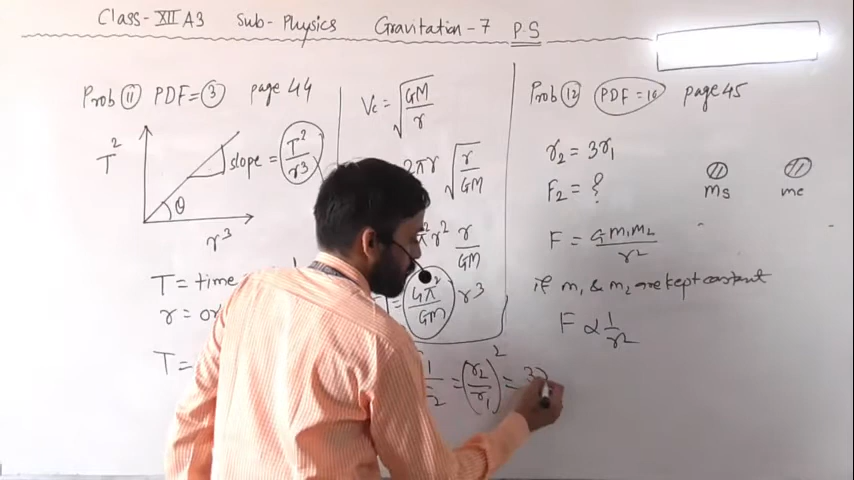 Class-XII A3 Sub-Physics Gravitation-7 P.S
Prob 11 PDF=3 page 44
T²
slope = T²/r³
θ
r³
T = time
r = or
T =
Vc = √(GM/r)
2πr √(r/GM)
π²r² r/GM
= 4π²/GM r³
Prob 12 PDF=10 page 45
r₂ = 3r₁
F₂ = ?
ms me
F = Gm₁m₂/r²
if m₁ & m₂ are kept constant
F ∝ 1/r²
= (r₂/r₁)² = 3